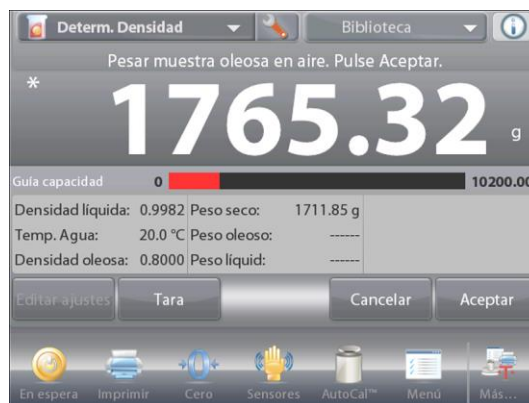 Determ. Densidad
Biblioteca
Pesar muestra oleosa en aire. Pulse Aceptar.
*
1765.32 g
Guía capacidad 0 10200.00
Densidad líquida: 0.9982 Peso seco: 1711.85 g
Temp. Agua: 20.0 °C Peso oleoso: ------
Densidad oleosa: 0.8000 Peso líquid: ------
Editar ajustes Tara Cancelar Aceptar
En espera Imprimir Cero Sensores AutoCal™ Menú Más...